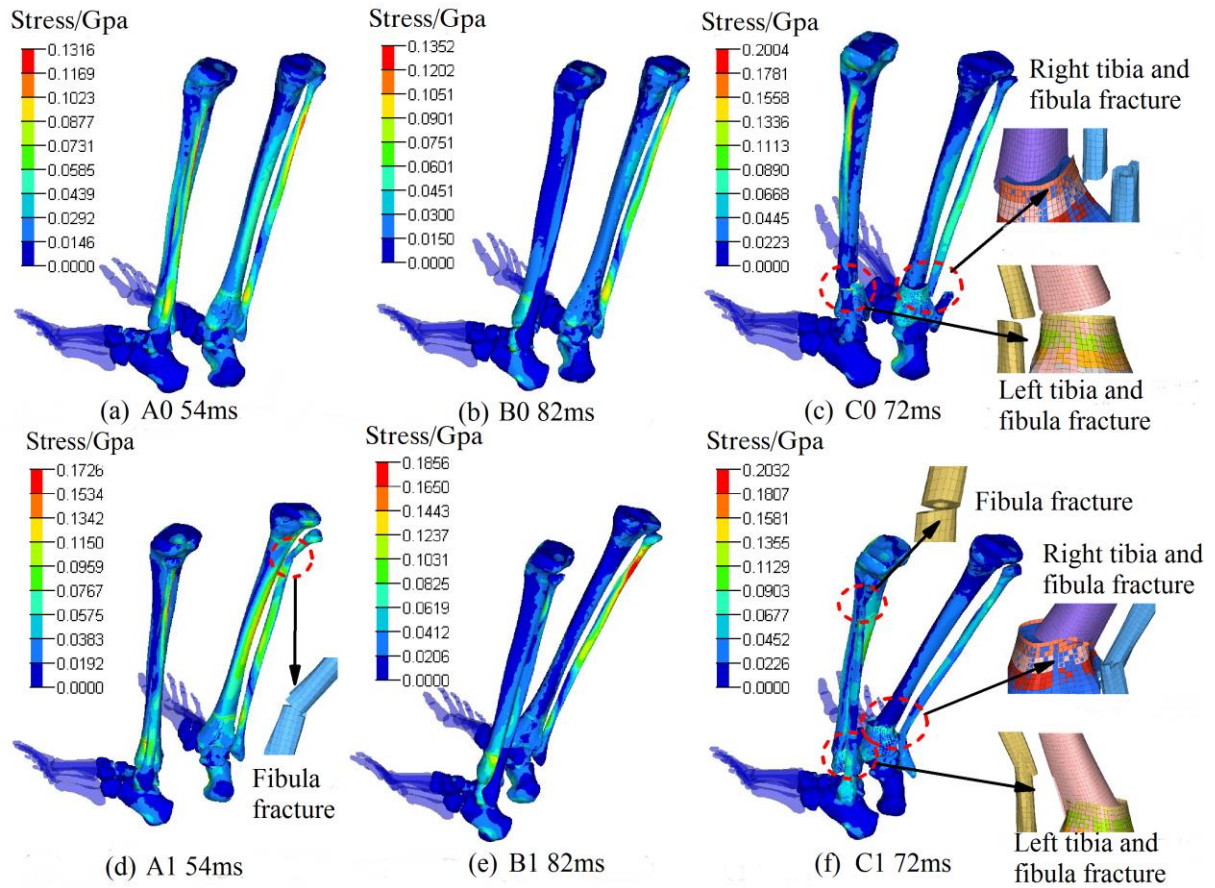 Stress/Gpa
0.1316
0.1169
0.1023
0.0877
0.0731
0.0585
0.0439
0.0292
0.0146
0.0000
(a) A0 54ms
Stress/Gpa
0.1352
0.1202
0.1052
0.0901
0.0751
0.0601
0.0451
0.0300
0.0150
0.0000
(b) B0 82ms
Stress/Gpa
0.2004
0.1781
0.1558
0.1336
0.1113
0.0890
0.0668
0.0445
0.0223
0.0000
Right tibia and
fibula fracture
Left tibia and
fibula fracture
(c) C0 72ms
Stress/Gpa
0.1726
0.1534
0.1342
0.1150
0.0959
0.0767
0.0575
0.0383
0.0192
0.0000
Fibula
fracture
(d) A1 54ms
Stress/Gpa
0.1856
0.1650
0.1443
0.1237
0.1031
0.0825
0.0619
0.0412
0.0206
0.0000
(e) B1 82ms
Stress/Gpa
0.2032
0.1807
0.1581
0.1355
0.1129
0.0903
0.0677
0.0452
0.0226
0.0000
Fibula fracture
Right tibia and
fibula fracture
Left tibia and
fibula fracture
(f) C1 72ms